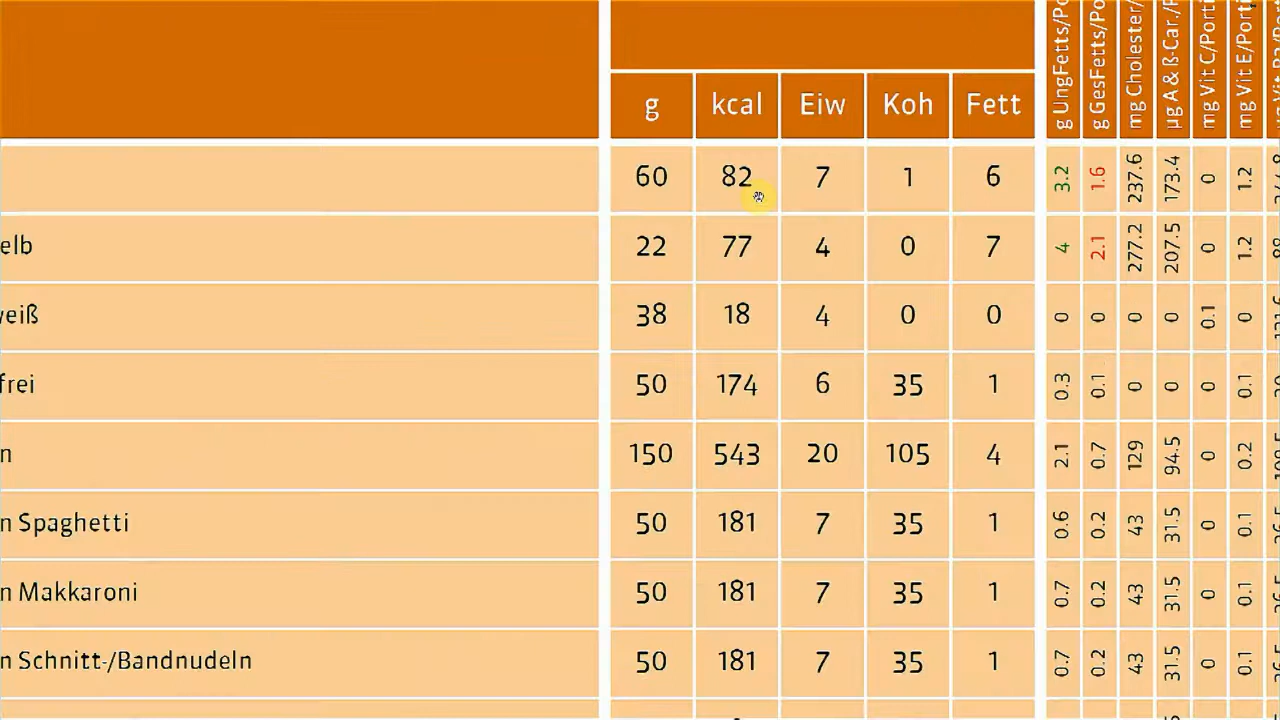 g kcal Eiw Koh Fett g UngFetts/Po g GesFetts/Po mg Cholester/ µg A & ß-Car./P mg Vit C/Porti mg Vit E/Porti
60 82 7 1 6 3.2 1.6 237.6 173.4 0 1.2
elb 22 77 4 0 7 4 2.1 277.2 207.5 0 1.2
weiß 38 18 4 0 0 0 0 0 0 0.1 0
frei 50 174 6 35 1 0.3 0.1 0 0 0 0.1
n 150 543 20 105 4 2.1 0.7 129 94.5 0 0.2
n Spaghetti 50 181 7 35 1 0.6 0.2 43 31.5 0 0.1
n Makkaroni 50 181 7 35 1 0.7 0.2 43 31.5 0 0.1
n Schnitt-/Bandnudeln 50 181 7 35 1 0.7 0.2 43 31.5 0 0.1